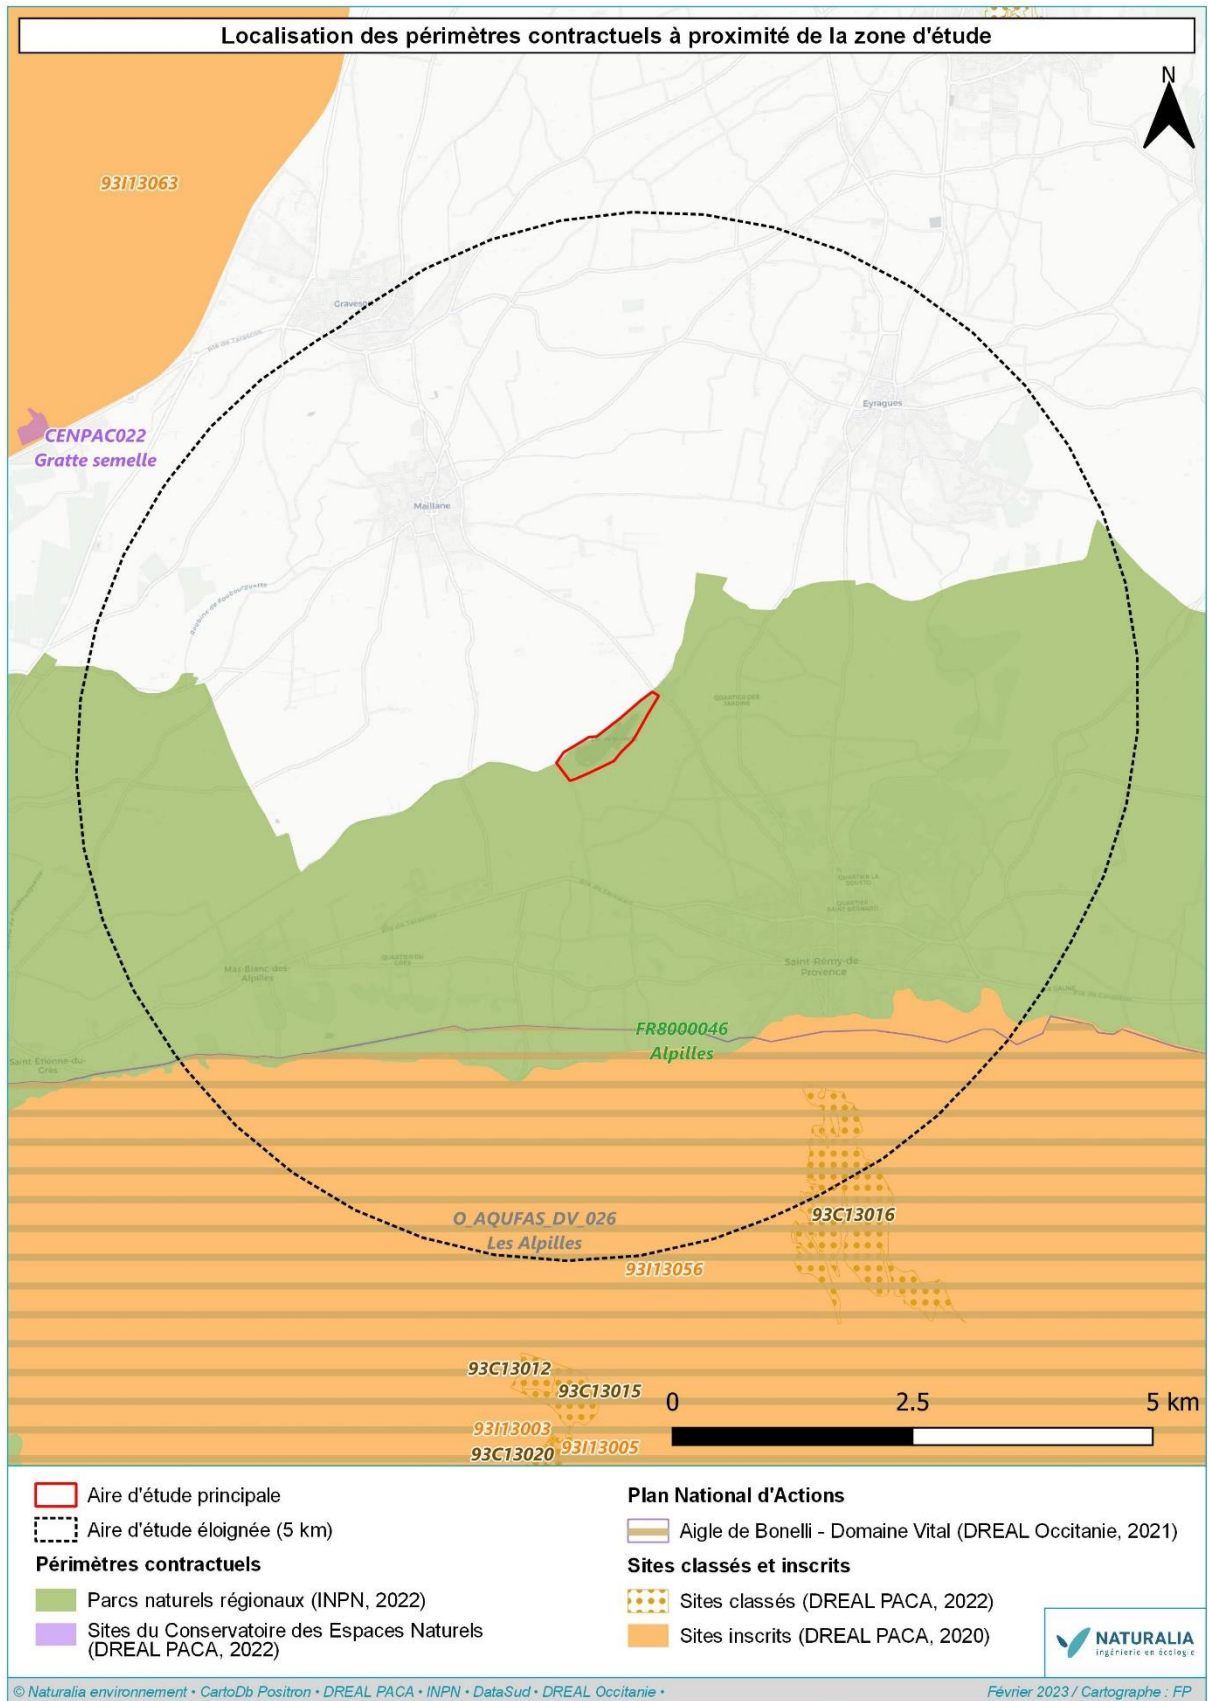 Localisation des périmètres contractuels à proximité de la zone d'étude
N
93I13063
Graveson
CENPAC022
Gratte semelle
Eyragues
Maillane
QUARTIER DES
JARDINS
Mas-Blanc-des-
Alpilles
Saint-Rémy-de-
Provence
Saint-Étienne-du-
Grès
FR8000046
Alpilles
O_AQUFAS_DV_026
Les Alpilles
93C13016
93I13056
93C13012
93C13015
93I13003
93C13020
93I13005
0 2.5 5 km
Aire d'étude principale
Aire d'étude éloignée (5 km)
Périmètres contractuels
Parcs naturels régionaux (INPN, 2022)
Sites du Conservatoire des Espaces Naturels
(DREAL PACA, 2022)
Plan National d'Actions
Aigle de Bonelli - Domaine Vital (DREAL Occitanie, 2021)
Sites classés et inscrits
Sites classés (DREAL PACA, 2022)
Sites inscrits (DREAL PACA, 2020)
NATURALIA
ingénierie en écologie
© Naturalia environnement • CartoDb Positron • DREAL PACA • INPN • DataSud • DREAL Occitanie •
Février 2023 / Cartographe : FP